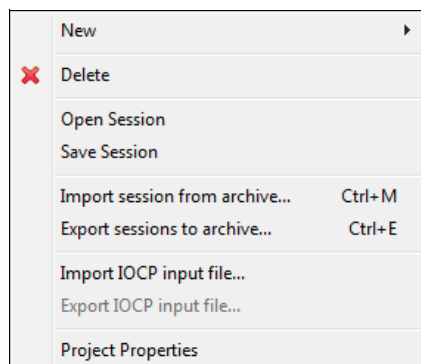 New
Delete
Open Session
Save Session
Import session from archive... Ctrl+M
Export sessions to archive... Ctrl+E
Import IOCP input file...
Export IOCP input file...
Project Properties